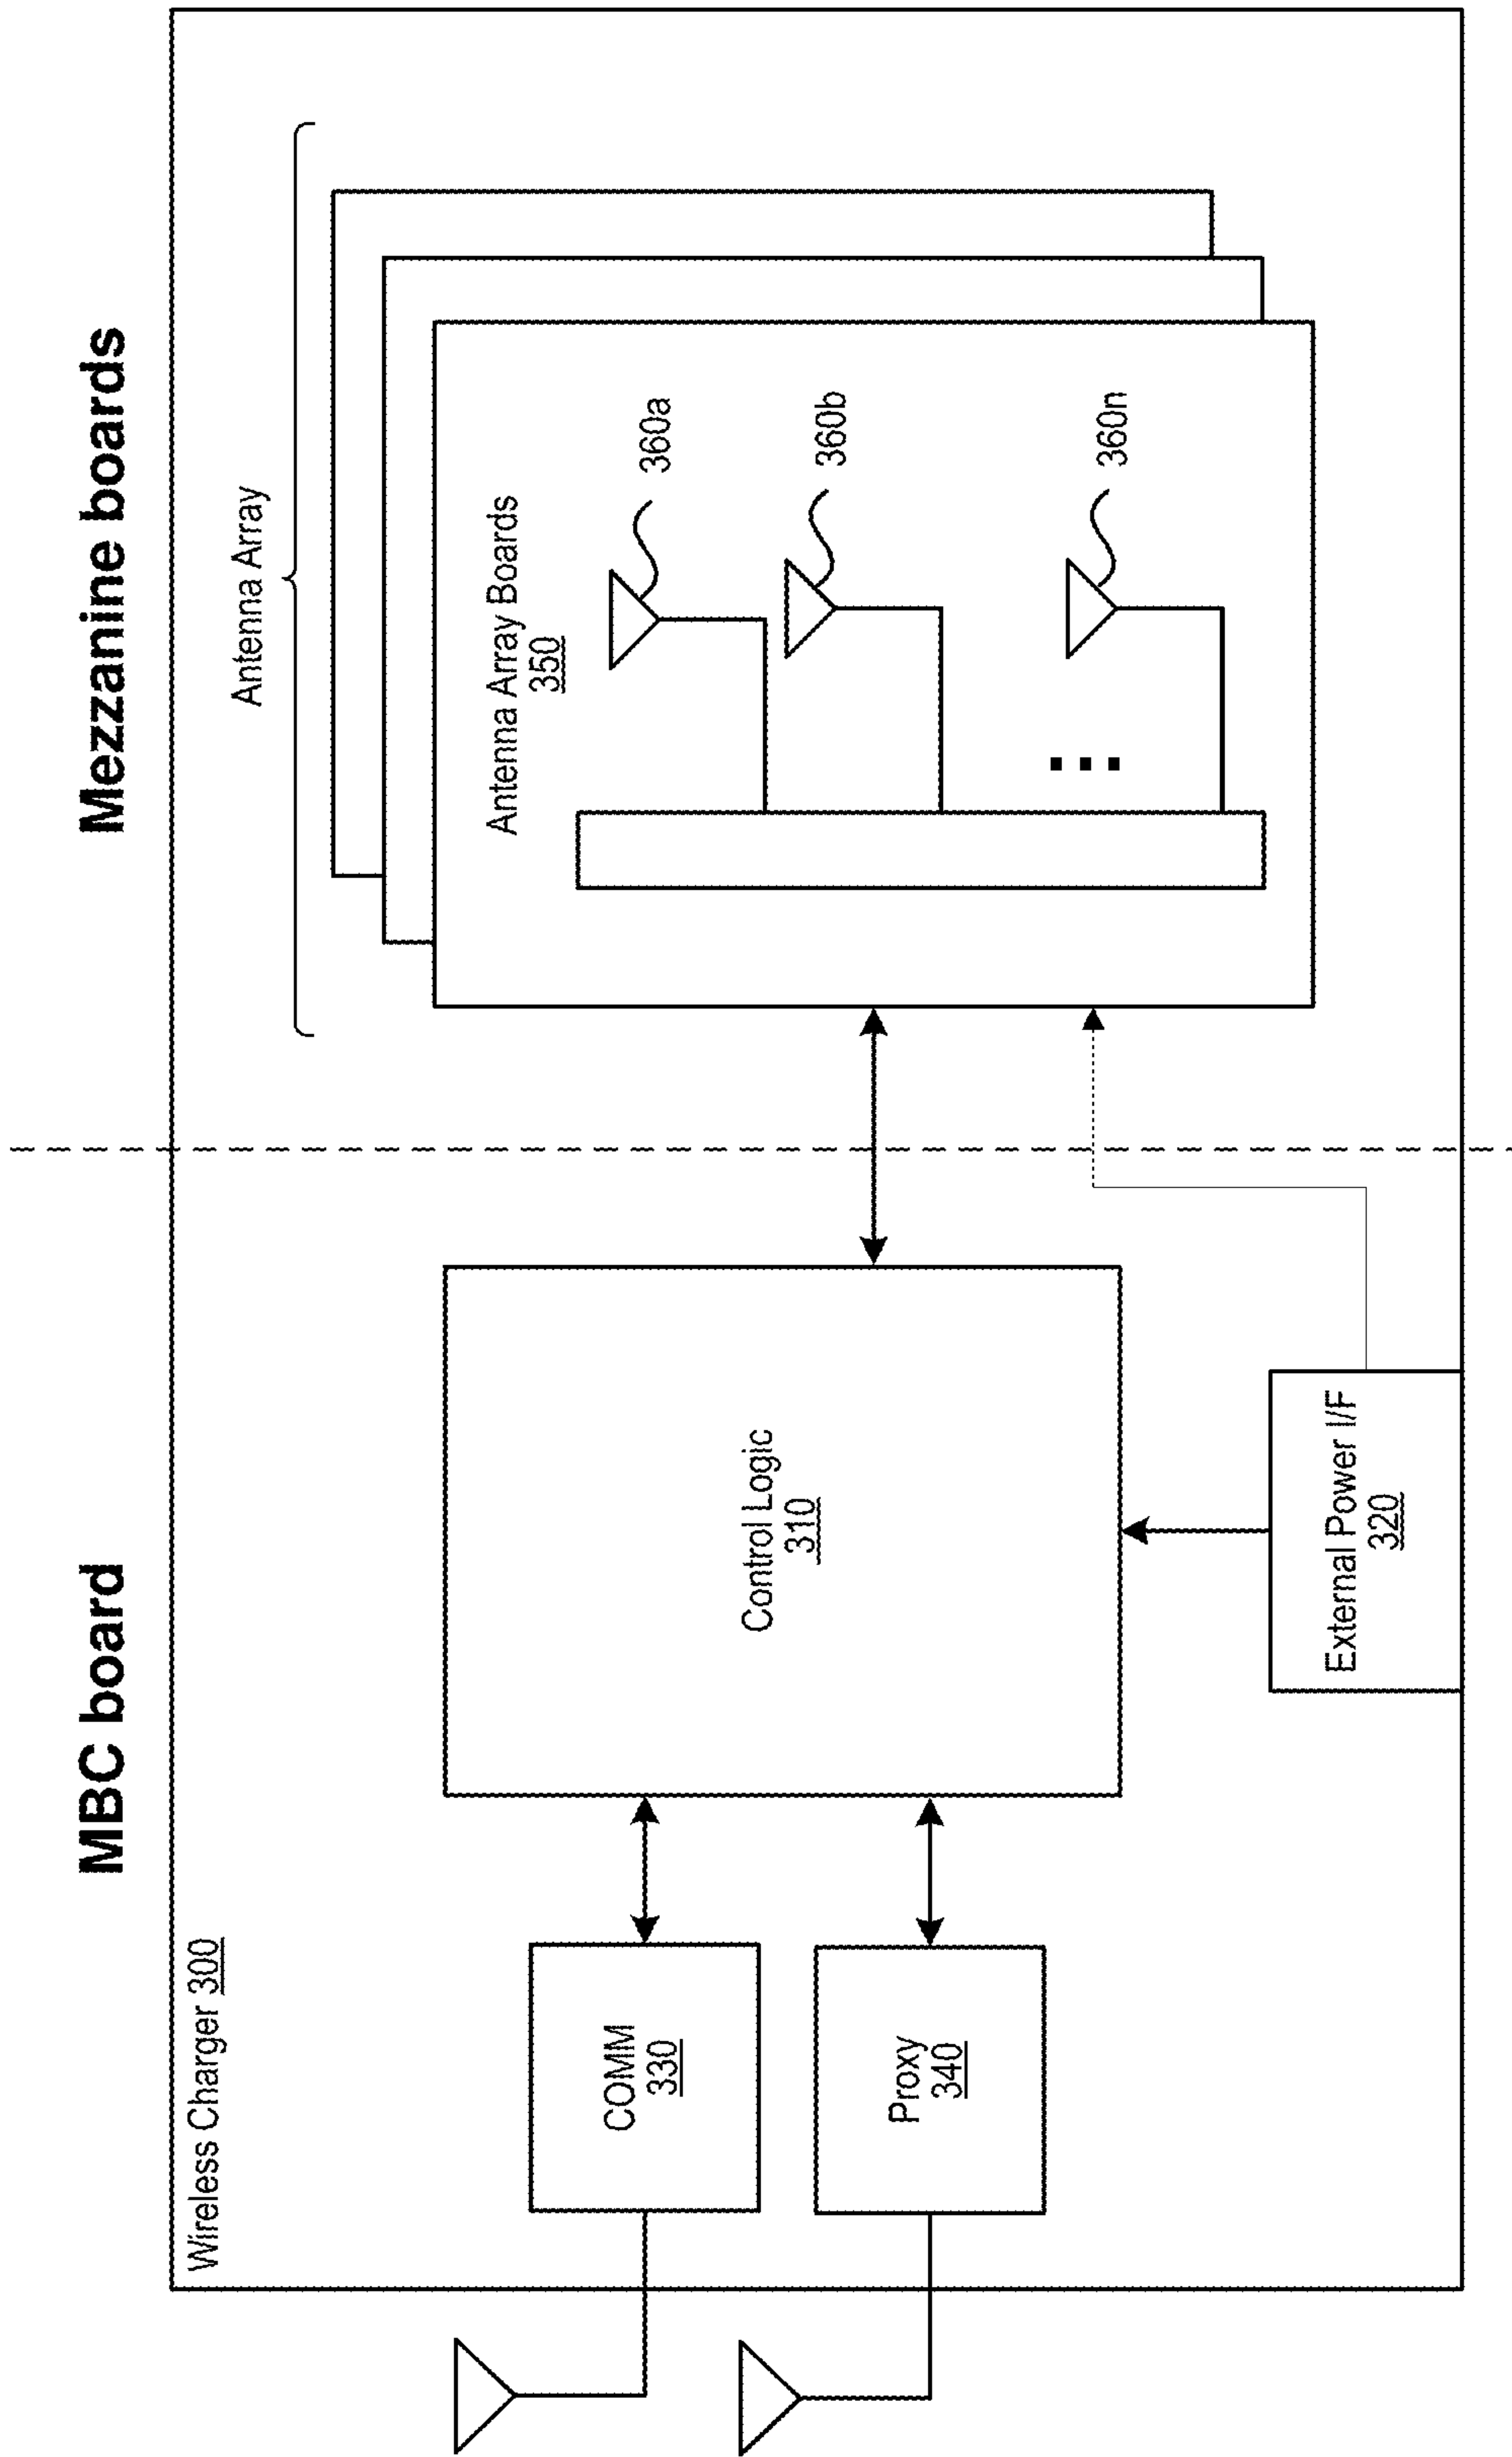 MBC board
Mezzanine boards
Wireless Charger 300
Antenna Array
COMM
330
Proxy
340
Control Logic
310
External Power I/F
320
Antenna Array Boards
350
360a
360b
...
360n